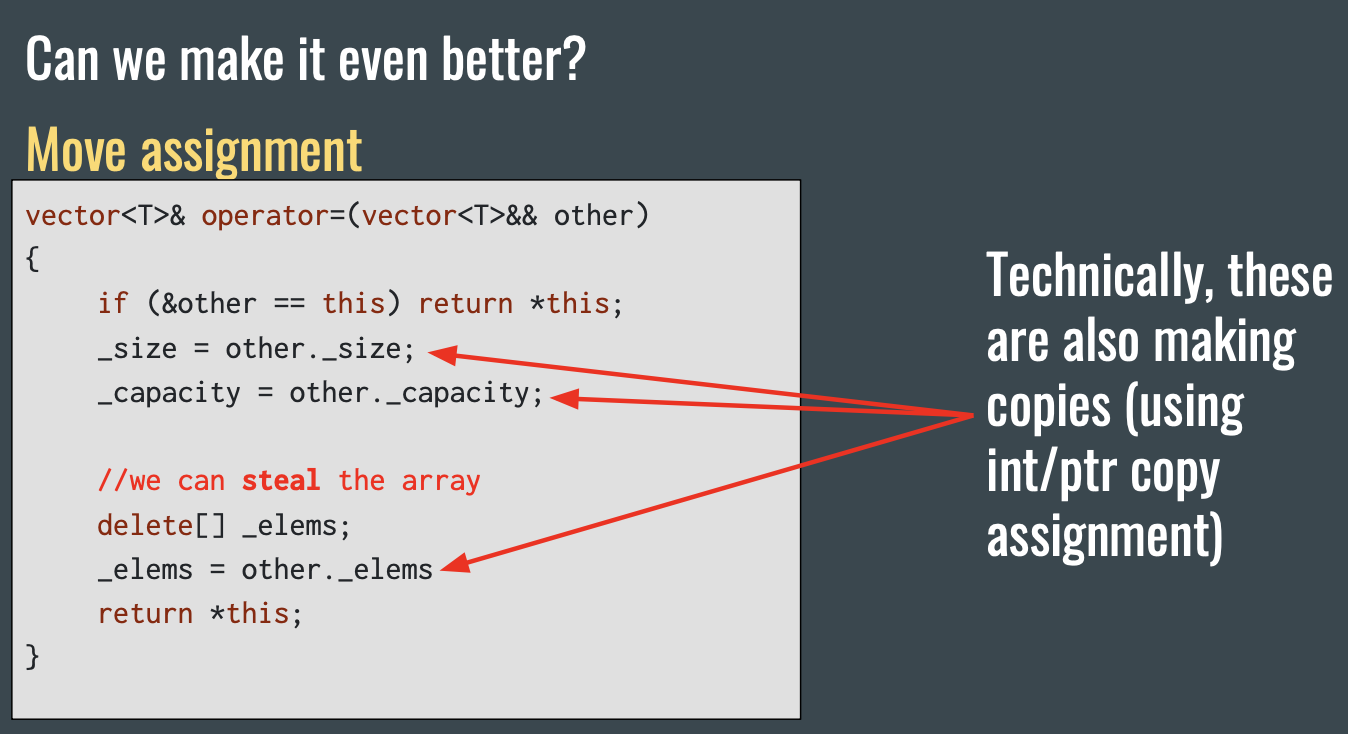 Can we make it even better?
Move assignment
vector<T>& operator=(vector<T>&& other)
{
if (&other == this) return *this;
_size = other._size;
_capacity = other._capacity;
//we can steal the array
delete[] _elems;
_elems = other._elems
return *this;
}
Technically, these
are also making
copies (using
int/ptr copy
assignment)